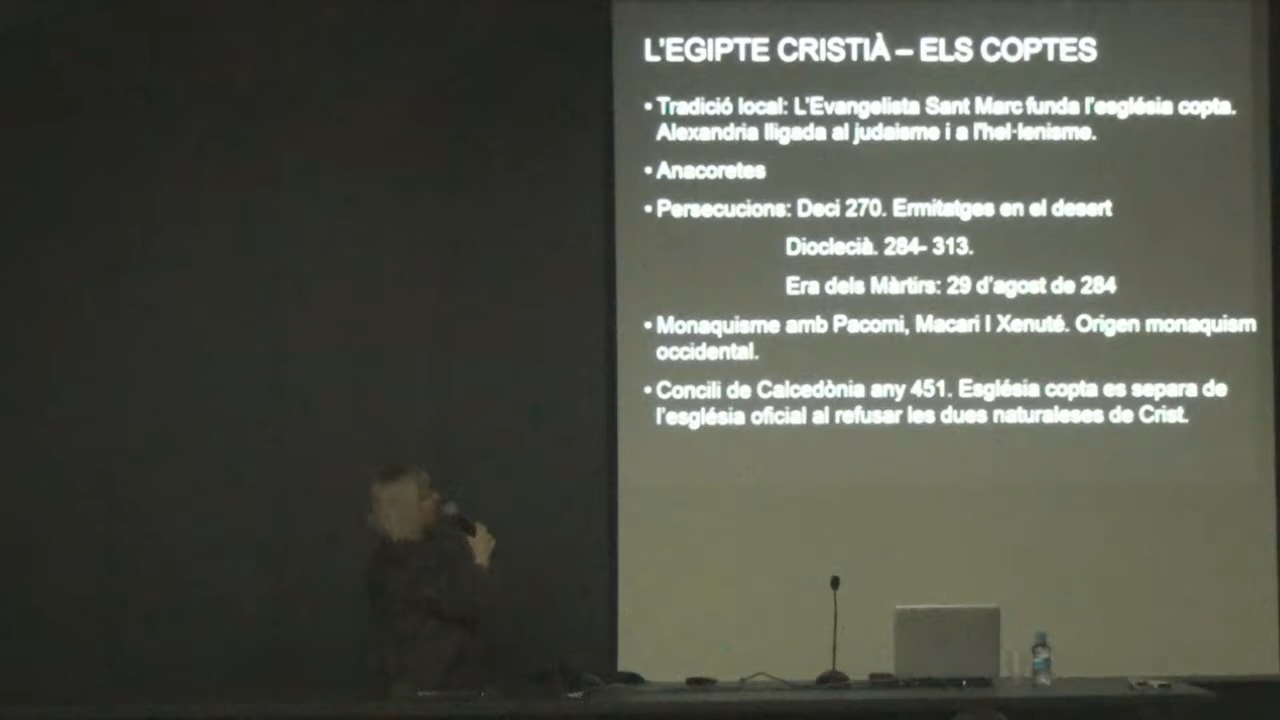 L'EGIPTE CRISTIÀ – ELS COPTES
• Tradició local: L'Evangelista Sant Marc funda l'església copta.
Alexandria lligada al judaisme i a l'hel·lenisme.
• Anacoretes
• Persecucions: Deci 270. Ermitatges en el desert
Dioclecià. 284- 313.
Era dels Màrtirs: 29 d'agost de 284
• Monaquisme amb Pacomi, Macari I Xenuté. Origen monaquism
occidental.
• Concili de Calcedònia any 451. Església copta es separa de
l'església oficial al refusar les dues naturaleses de Crist.